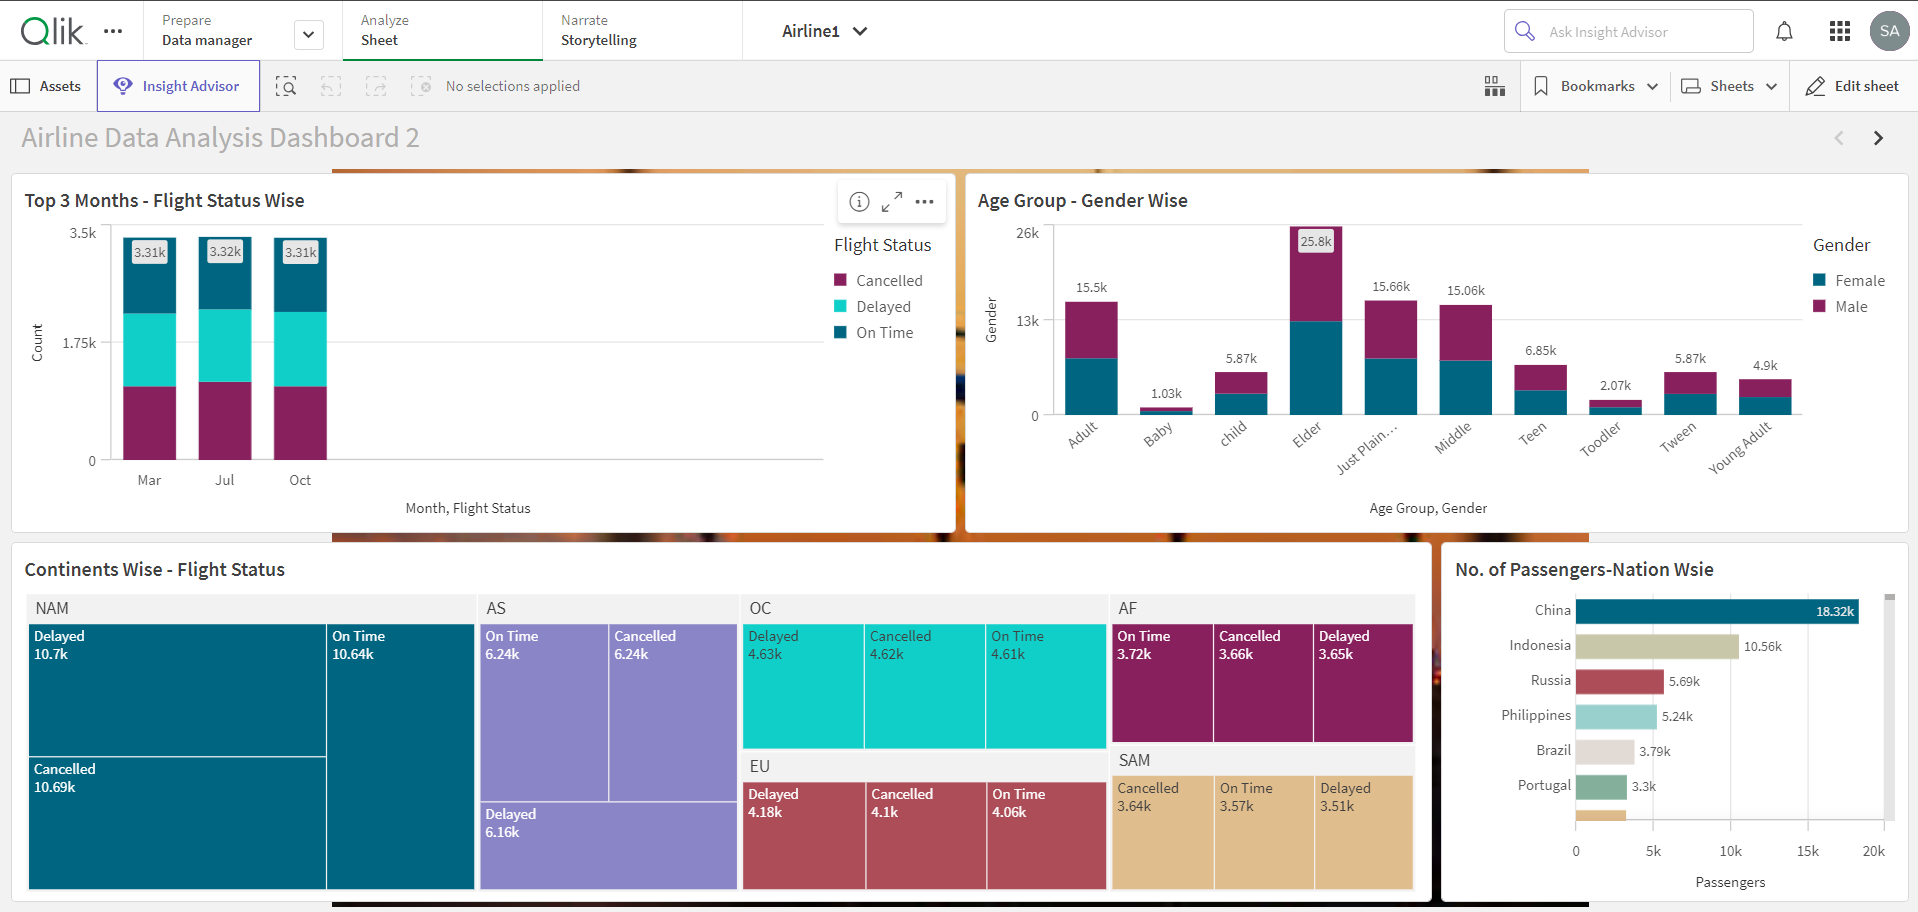 Qlik
Prepare
Data manager
Analyze
Sheet
Narrate
Storytelling
Airline1
Ask Insight Advisor
SA
Assets
Insight Advisor
No selections applied
Bookmarks
Sheets
Edit sheet
Airline Data Analysis Dashboard 2
Top 3 Months - Flight Status Wise
3.5k
1.75k
0
Count
3.31k
3.32k
3.31k
Mar
Jul
Oct
Month, Flight Status
Flight Status
Cancelled
Delayed
On Time
Age Group - Gender Wise
26k
13k
0
Gender
15.5k
1.03k
5.87k
25.8k
15.66k
15.06k
6.85k
2.07k
5.87k
4.9k
Adult
Baby
child
Elder
Just Plain...
Middle
Teen
Toodler
Tween
Young Adult
Age Group, Gender
Gender
Female
Male
Continents Wise - Flight Status
NAM
Delayed
10.7k
On Time
10.64k
Cancelled
10.69k
AS
On Time
6.24k
Cancelled
6.24k
Delayed
6.16k
OC
Delayed
4.63k
Cancelled
4.62k
On Time
4.61k
EU
Delayed
4.18k
Cancelled
4.1k
On Time
4.06k
AF
On Time
3.72k
Cancelled
3.66k
Delayed
3.65k
SAM
Cancelled
3.64k
On Time
3.57k
Delayed
3.51k
No. of Passengers-Nation Wsie
China
18.32k
Indonesia
10.56k
Russia
5.69k
Philippines
5.24k
Brazil
3.79k
Portugal
3.3k
0
5k
10k
15k
20k
Passengers